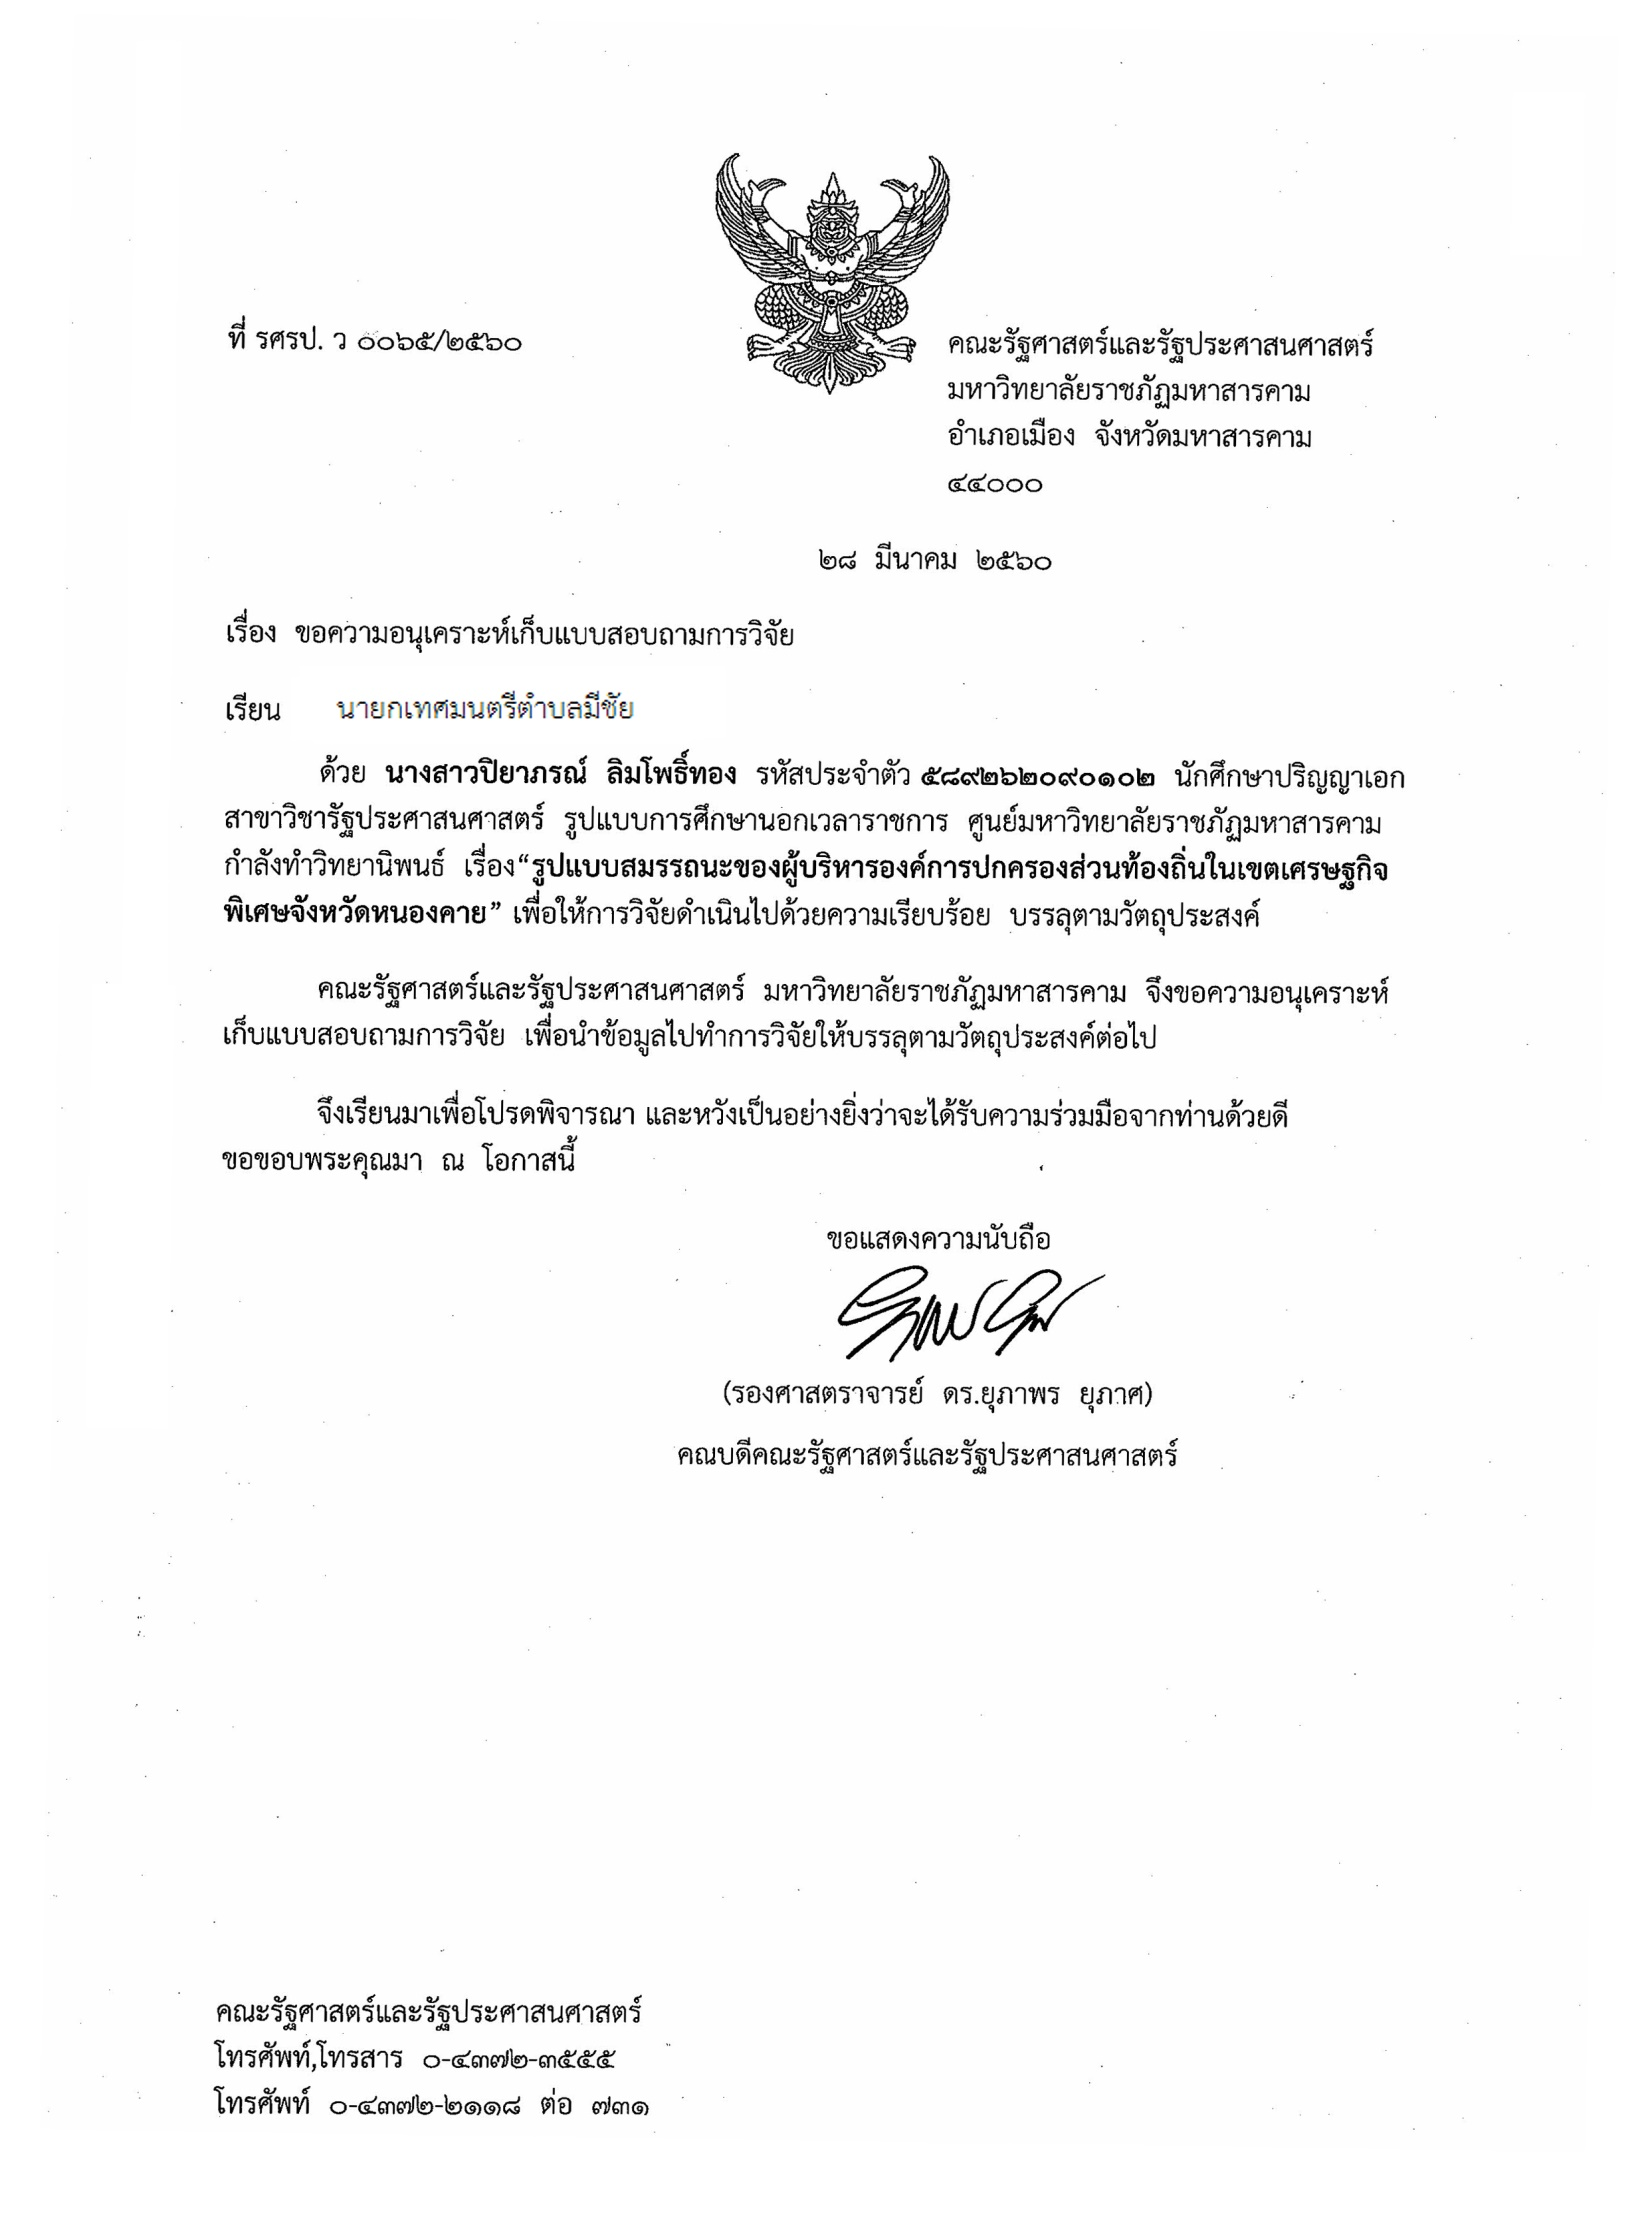 ที่ รศรป. ว ๐๐๖๕/๒๕๖๐
คณะรัฐศาสตร์และรัฐประศาสนศาสตร์
มหาวิทยาลัยราชภัฏมหาสารคาม
อำเภอเมือง จังหวัดมหาสารคาม
๔๔๐๐๐
๒๘ มีนาคม ๒๕๖๐
เรื่อง ขอความอนุเคราะห์เก็บแบบสอบถามการวิจัย
เรียน นายกเทศมนตรีตำบลมีชัย
ด้วย นางสาวปิยาภรณ์ ลิมโพธิ์ทอง รหัสประจำตัว ๕๘๙๒๖๒๐๙๐๑๐๒ นักศึกษาปริญญาเอก
สาขาวิชารัฐประศาสนศาสตร์ รูปแบบการศึกษานอกเวลาราชการ ศูนย์มหาวิทยาลัยราชภัฏมหาสารคาม
กำลังทำวิทยานิพนธ์ เรื่อง“รูปแบบสมรรถนะของผู้บริหารองค์การปกครองส่วนท้องถิ่นในเขตเศรษฐกิจ
พิเศษจังหวัดหนองคาย” เพื่อให้การวิจัยดำเนินไปด้วยความเรียบร้อย บรรลุตามวัตถุประสงค์
คณะรัฐศาสตร์และรัฐประศาสนศาสตร์ มหาวิทยาลัยราชภัฏมหาสารคาม จึงขอความอนุเคราะห์
เก็บแบบสอบถามการวิจัย เพื่อนำข้อมูลไปทำการวิจัยให้บรรลุตามวัตถุประสงค์ต่อไป
จึงเรียนมาเพื่อโปรดพิจารณา และหวังเป็นอย่างยิ่งว่าจะได้รับความร่วมมือจากท่านด้วยดี
ขอขอบพระคุณมา ณ โอกาสนี้
ขอแสดงความนับถือ
(รองศาสตราจารย์ ดร.ยุภาพร ยุภาศ)
คณบดีคณะรัฐศาสตร์และรัฐประศาสนศาสตร์
คณะรัฐศาสตร์และรัฐประศาสนศาสตร์
โทรศัพท์,โทรสาร ๐-๔๓๗๒-๓๕๕๕
โทรศัพท์ ๐-๔๓๗๒-๒๑๑๘ ต่อ ๗๓๑